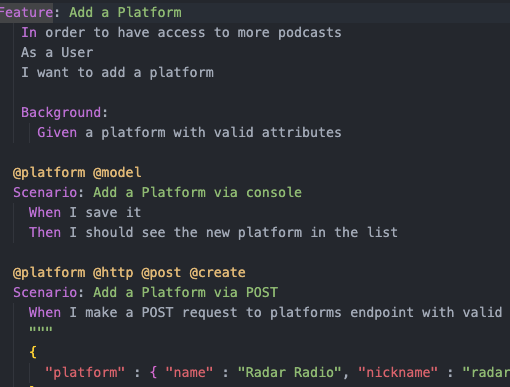 Feature: Add a Platform
In order to have access to more podcasts
As a User
I want to add a platform
Background:
Given a platform with valid attributes
@platform @model
Scenario: Add a Platform via console
When I save it
Then I should see the new platform in the list
@platform @http @post @create
Scenario: Add a Platform via POST
When I make a POST request to platforms endpoint with valid
"""
{
"platform" : { "name" : "Radar Radio", "nickname" : "radar